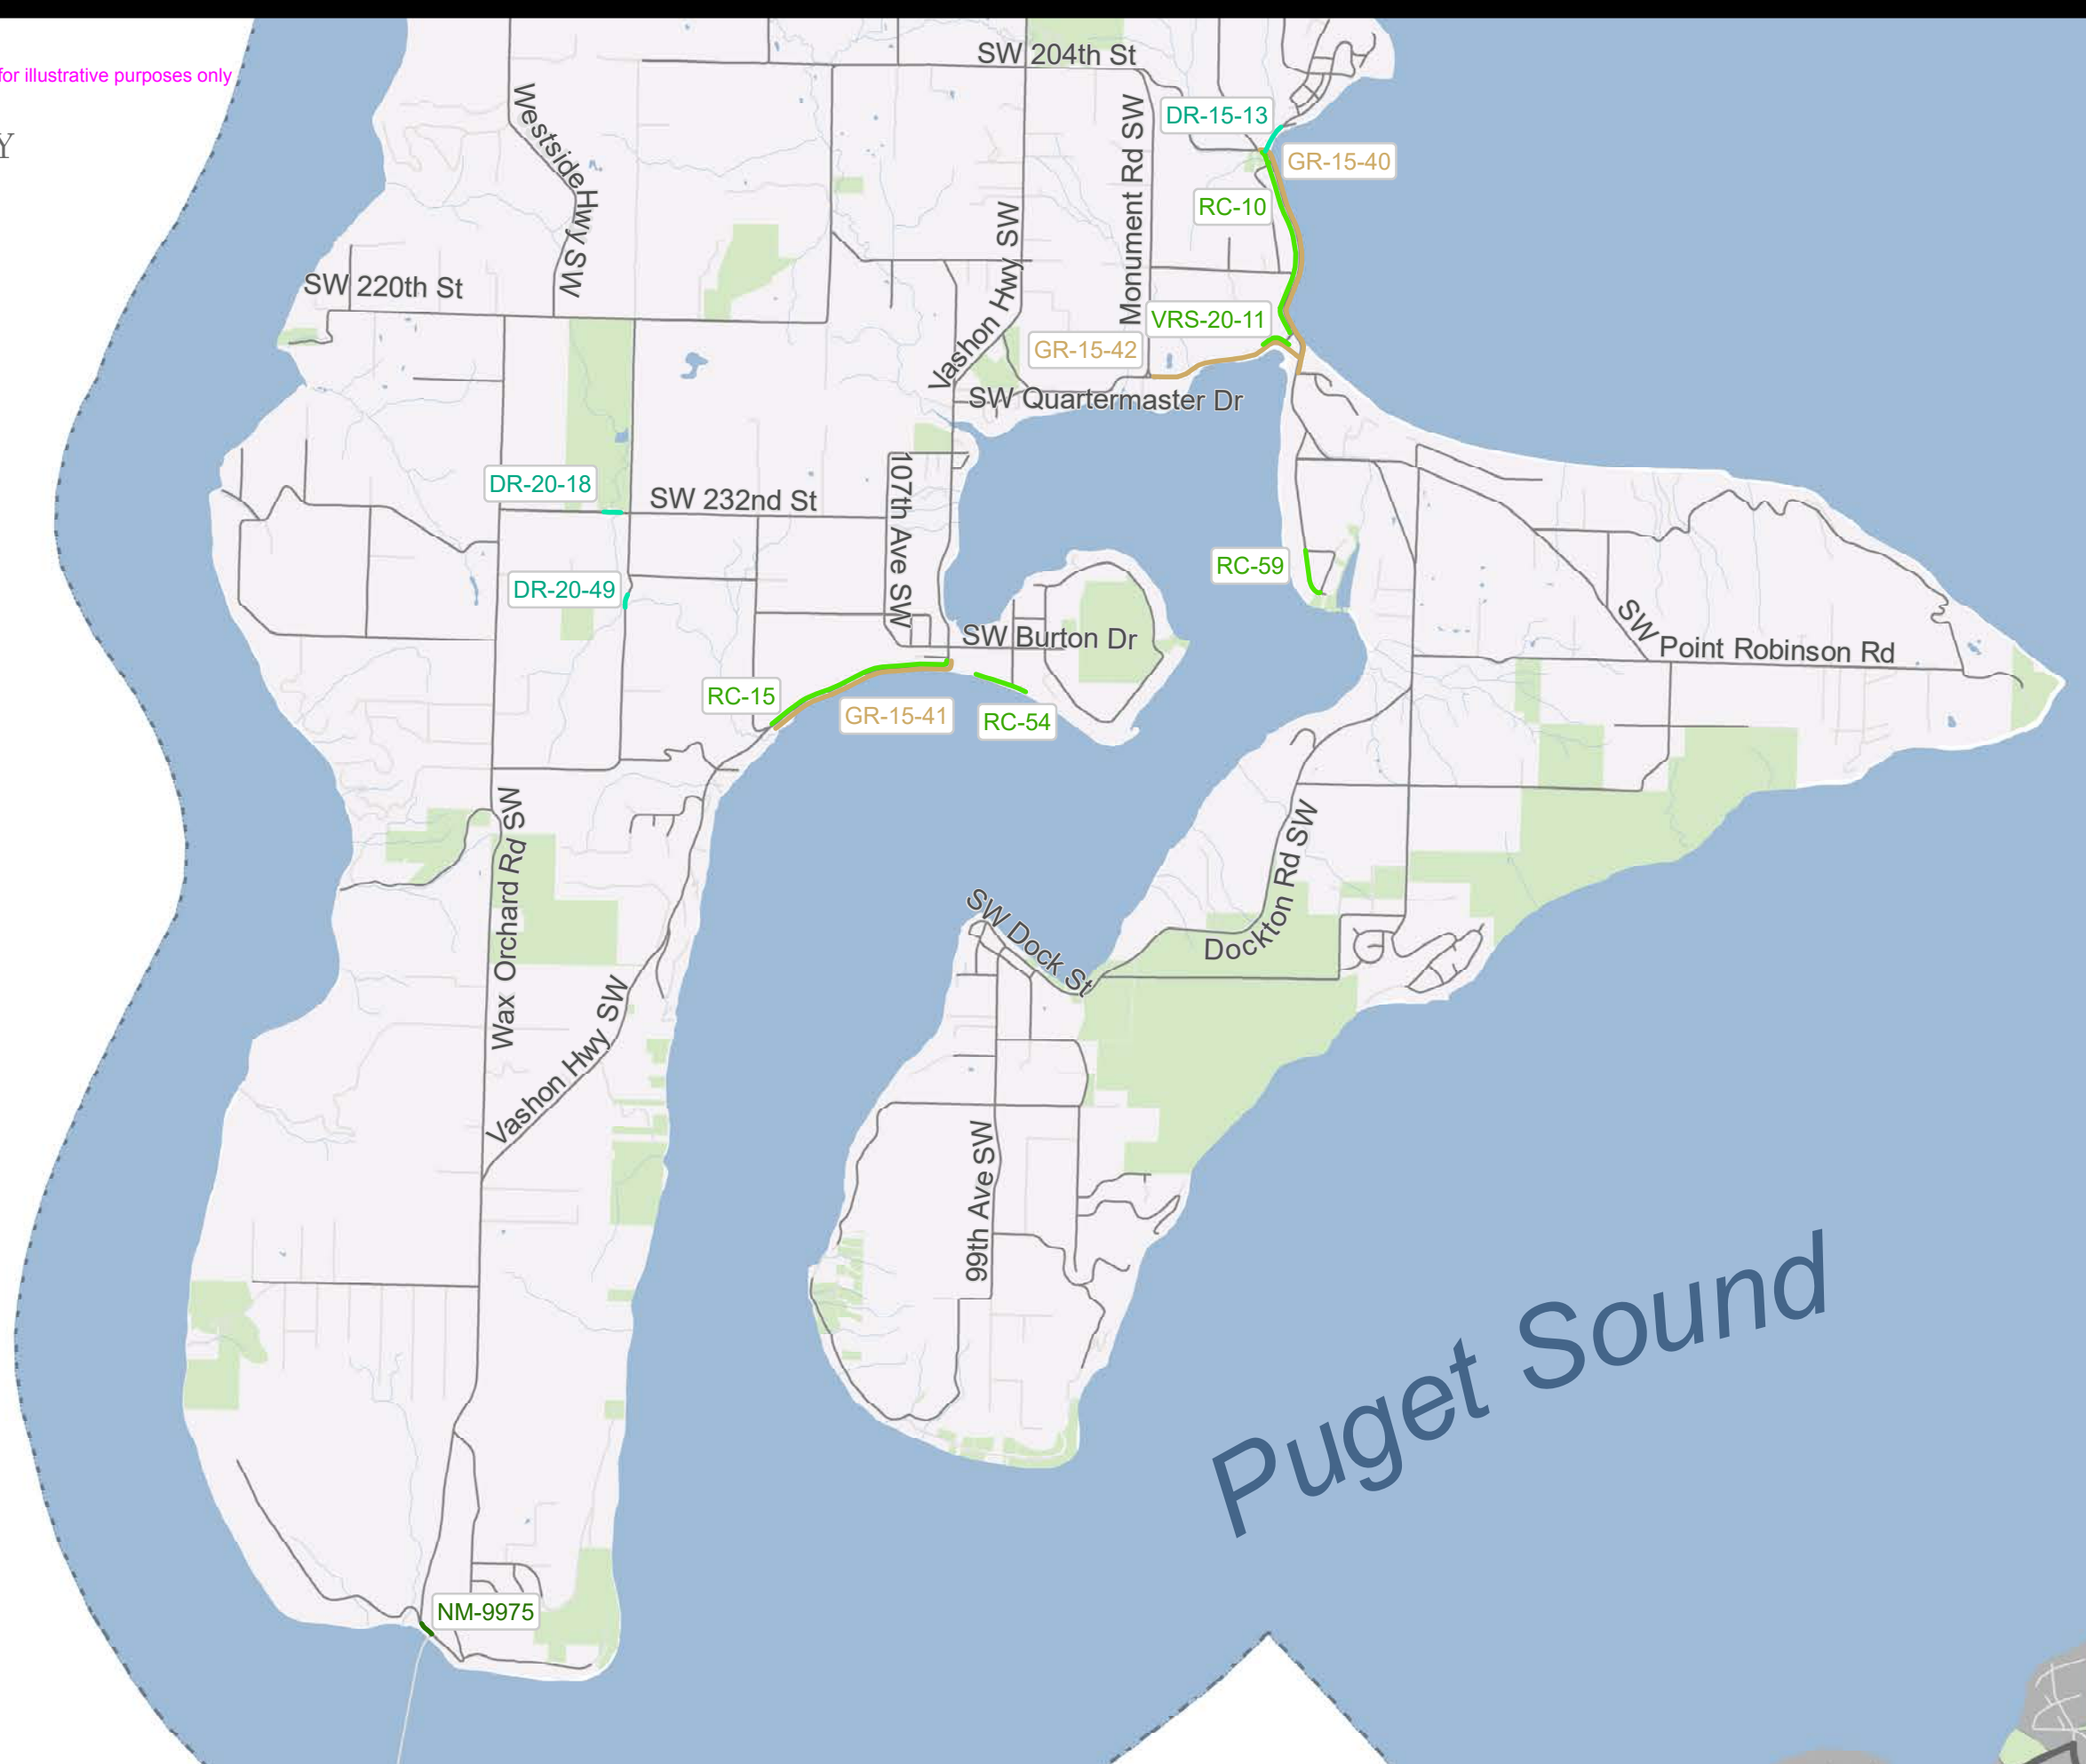 SW 204th St
for illustrative purposes only
Westside Hwy SW
DR-15-13
Y
GR-15-40
Monument Rd SW
RC-10
Vashon Hwy SW
SW 220th St
VRS-20-11
GR-15-42
SW Quartermaster Dr
DR-20-18
SW 232nd St
107th Ave SW
RC-59
DR-20-49
SW Burton Dr
SW Point Robinson Rd
RC-15
GR-15-41
RC-54
Wax Orchard Rd SW
Dockton Rd SW
SW Dock St
Vashon Hwy SW
99th Ave SW
Puget Sound
NM-9975